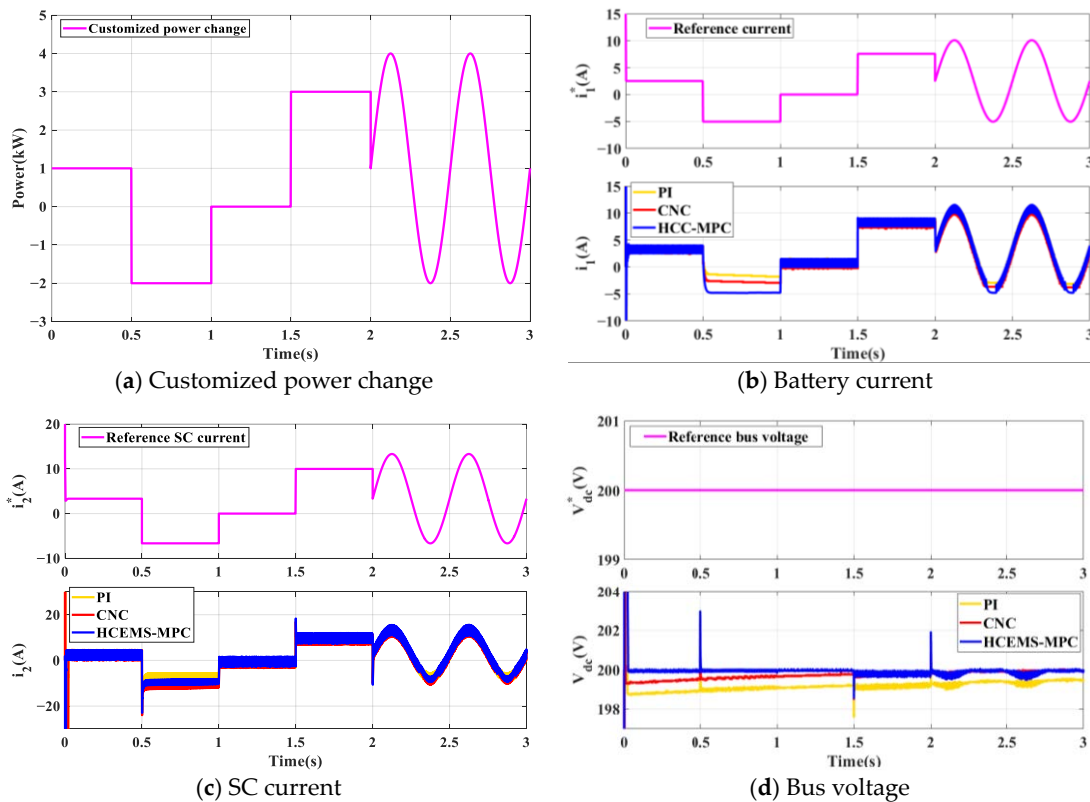 Customized power change
Power(kW)
5
4
3
2
1
0
−1
−2
−3
0 0.5 1 1.5 2 2.5 3
Time(s)
(a) Customized power change
Reference current
i₁*(A)
15
10
5
0
−5
−10
0 0.5 1 1.5 2 2.5 3
PI
CNC
HCC-MPC
i₁(A)
15
10
5
0
−5
−10
0 0.5 1 1.5 2 2.5 3
Time(s)
(b) Battery current
Reference SC current
i₂*(A)
20
10
0
−10
0 0.5 1 1.5 2 2.5 3
PI
CNC
HCEMS-MPC
i₂(A)
20
0
−20
0 0.5 1 1.5 2 2.5 3
Time(s)
(c) SC current
Reference bus voltage
V*dc(V)
201
200
199
0 0.5 1 1.5 2 2.5 3
PI
CNC
HCEMS-MPC
Vdc(V)
204
202
200
198
0 0.5 1 1.5 2 2.5 3
Time(s)
(d) Bus voltage